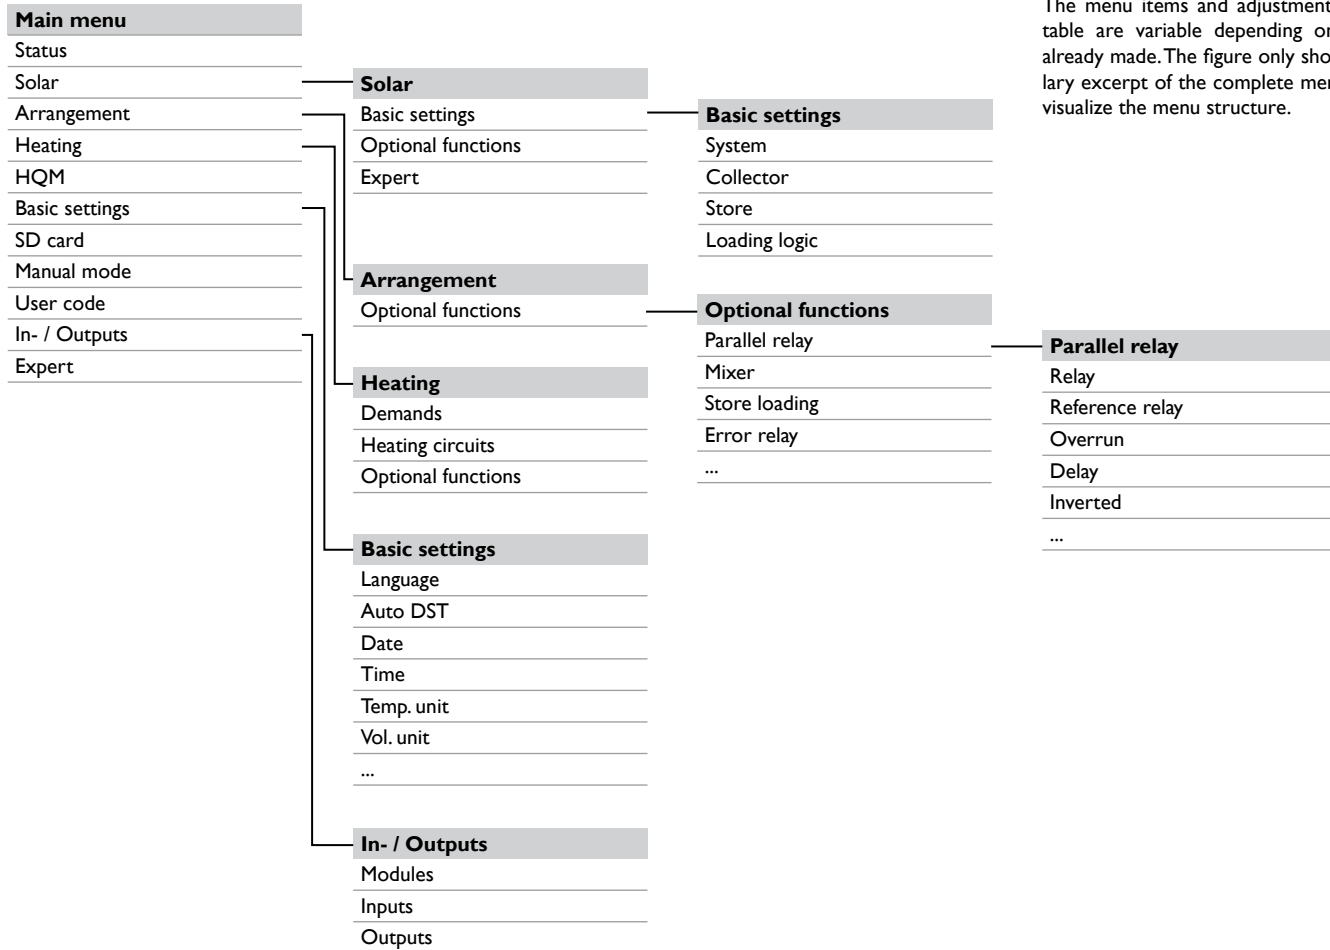 Main menu
Status
Solar
Arrangement
Heating
HQM
Basic settings
SD card
Manual mode
User code
In- / Outputs
Expert
Solar
Basic settings
Optional functions
Expert
Arrangement
Optional functions
Heating
Demands
Heating circuits
Optional functions
Basic settings
Language
Auto DST
Date
Time
Temp. unit
Vol. unit
...
In- / Outputs
Modules
Inputs
Outputs
Basic settings
System
Collector
Store
Loading logic
Optional functions
Parallel relay
Mixer
Store loading
Error relay
...
The menu items and adjustment
table are variable depending
already made. The figure only
excerpt of the complete
visualize the menu structure.
Parallel relay
Relay
Reference relay
Overrun
Delay
Inverted
...